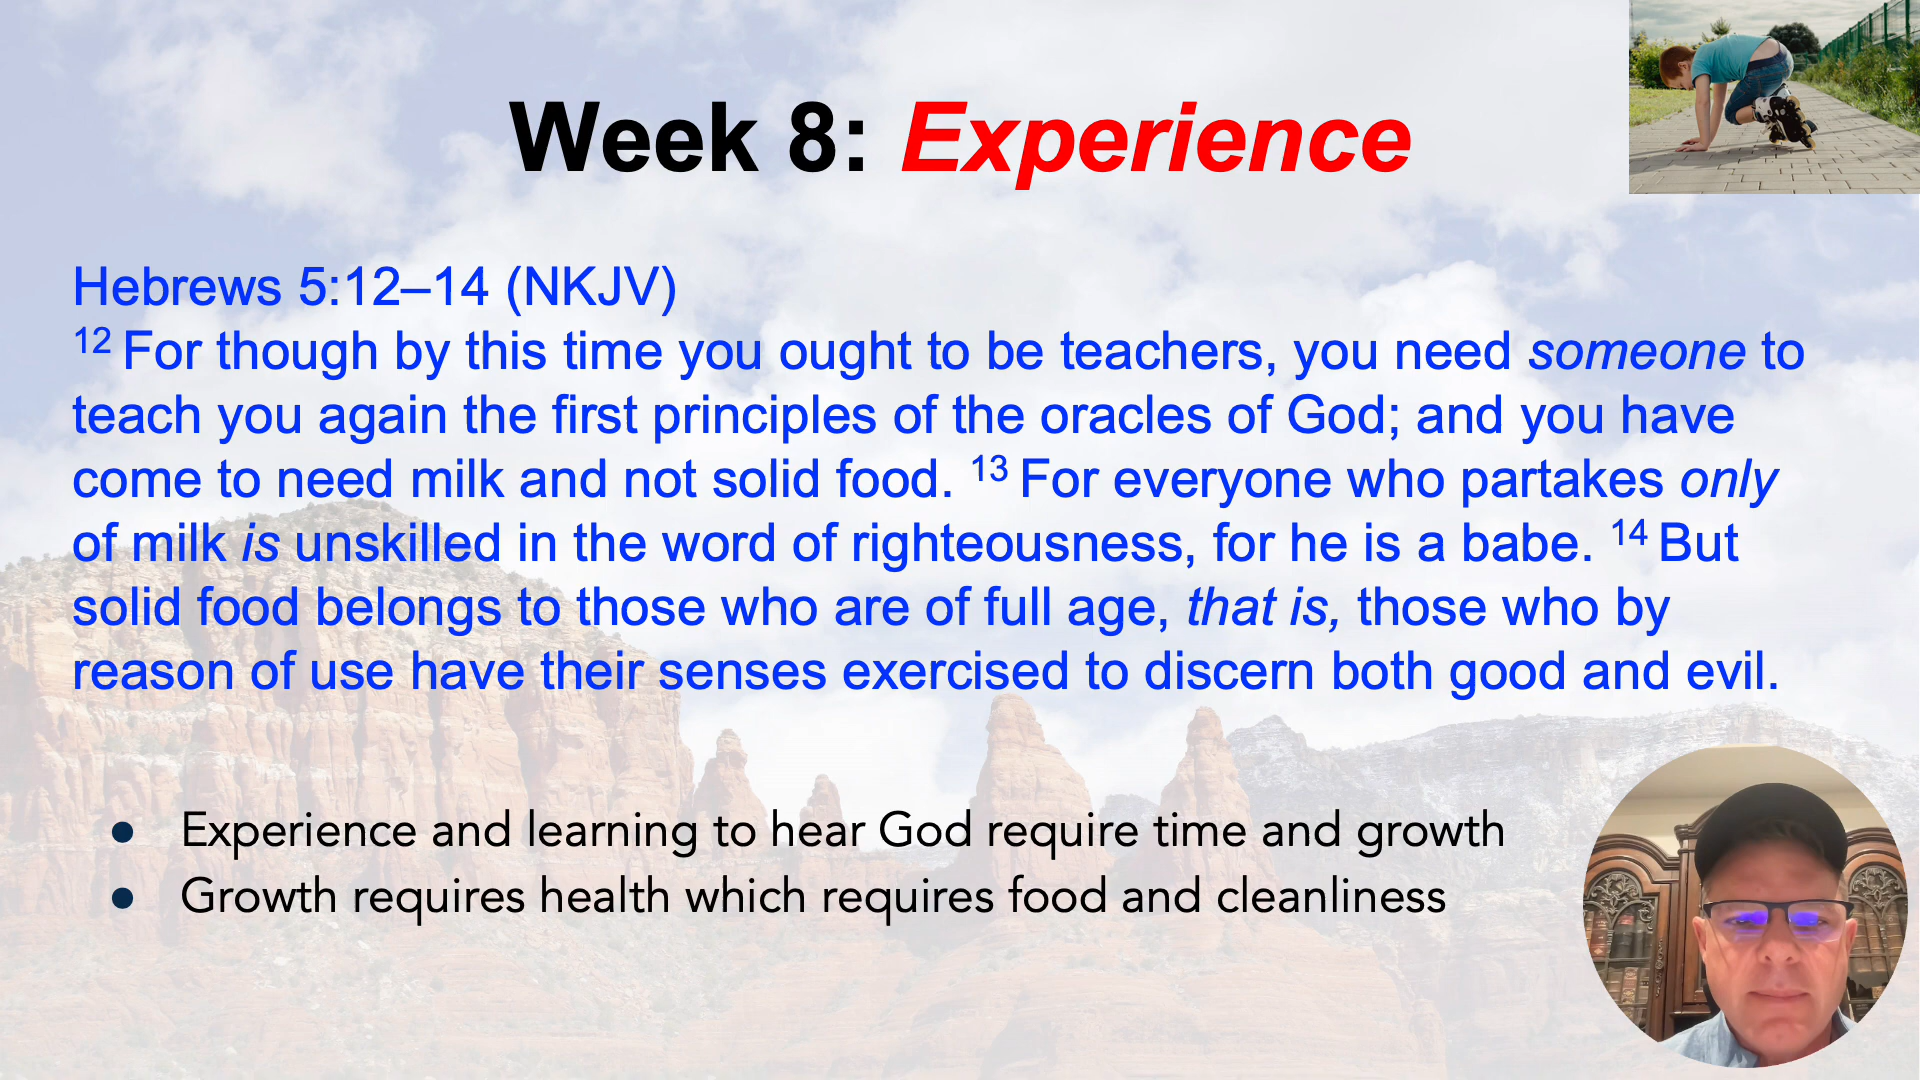 Week 8: Experience
Hebrews 5:12–14 (NKJV)
12 For though by this time you ought to be teachers, you need someone to
teach you again the first principles of the oracles of God; and you have
come to need milk and not solid food. 13 For everyone who partakes only
of milk is unskilled in the word of righteousness, for he is a babe. 14 But
solid food belongs to those who are of full age, that is, those who by
reason of use have their senses exercised to discern both good and evil.
● Experience and learning to hear God require time and growth
● Growth requires health which requires food and cleanliness